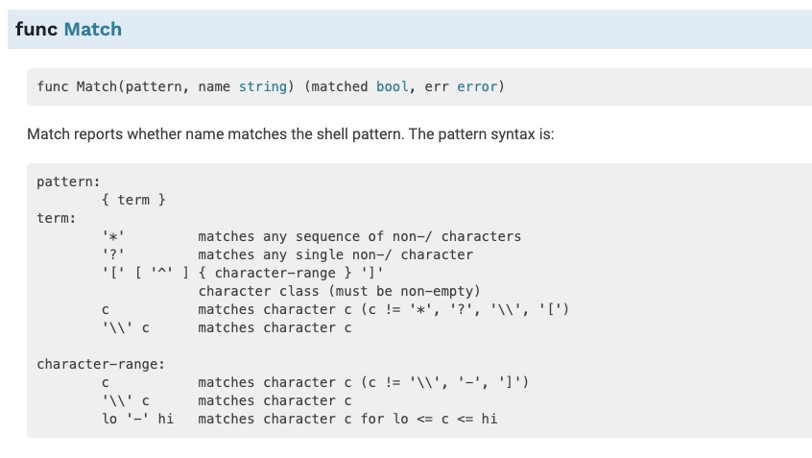 func Match
func Match(pattern, name string) (matched bool, err error)
Match reports whether name matches the shell pattern. The pattern syntax is:
pattern:
        { term }
term:
        '*'         matches any sequence of non-/ characters
        '?'         matches any single non-/ character
        '[' [ '^' ] { character-range } ']'
                    character class (must be non-empty)
        c           matches character c (c != '*', '?', '\\', '[')
        '\\' c      matches character c
character-range:
        c           matches character c (c != '\\', '-', ']')
        '\\' c      matches character c
        lo '-' hi   matches character c for lo <= c <= hi